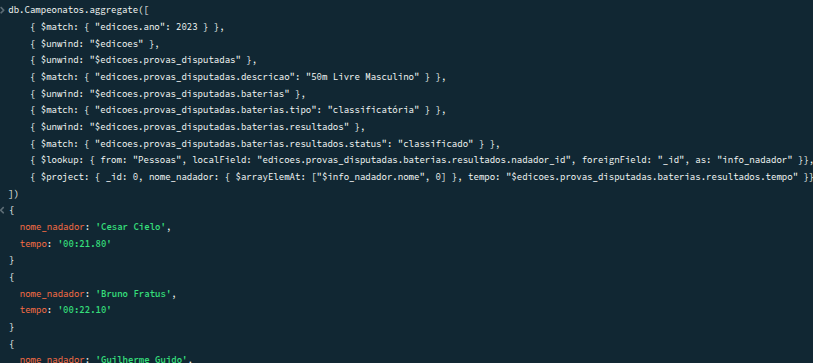 > db.Campeonatos.aggregate([
{ $match: { "edicoes.ano": 2023 } },
{ $unwind: "$edicoes" },
{ $unwind: "$edicoes.provas_disputadas" },
{ $match: { "edicoes.provas_disputadas.descricao": "50m Livre Masculino" } },
{ $unwind: "$edicoes.provas_disputadas.baterias" },
{ $match: { "edicoes.provas_disputadas.baterias.tipo": "classificatória" } },
{ $unwind: "$edicoes.provas_disputadas.baterias.resultados" },
{ $match: { "edicoes.provas_disputadas.baterias.resultados.status": "classificado" } },
{ $lookup: { from: "Pessoas", localField: "edicoes.provas_disputadas.baterias.resultados.nadador_id", foreignField: "_id", as: "info_nadador" }},
{ $project: { _id: 0, nome_nadador: { $arrayElemAt: ["$info_nadador.nome", 0] }, tempo: "$edicoes.provas_disputadas.baterias.resultados.tempo" }}
])
< {
nome_nadador: 'Cesar Cielo',
tempo: '00:21.80'
}
{
nome_nadador: 'Bruno Fratus',
tempo: '00:22.10'
}
{
nome_nadador: 'Guilherme Guido',